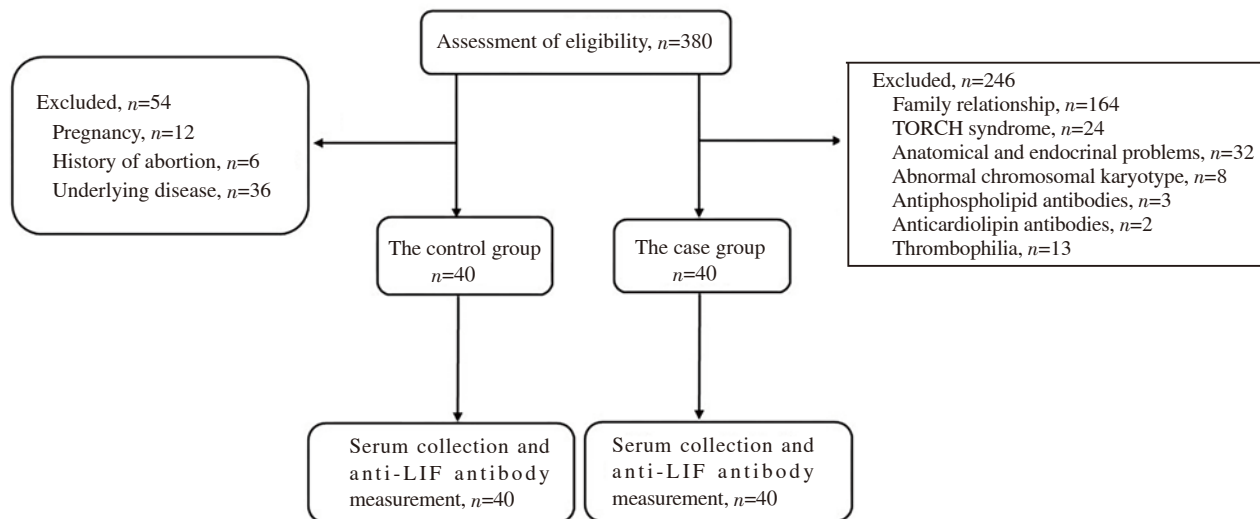 Assessment of eligibility, n=380
Excluded, n=54
Pregnancy, n=12
History of abortion, n=6
Underlying disease, n=36
Excluded, n=246
Family relationship, n=164
TORCH syndrome, n=24
Anatomical and endocrinal problems, n=32
Abnormal chromosomal karyotype, n=8
Antiphospholipid antibodies, n=3
Anticardiolipin antibodies, n=2
Thrombophilia, n=13
The control group
n=40
The case group
n=40
Serum collection and
anti-LIF antibody
measurement, n=40
Serum collection and
anti-LIF antibody
measurement, n=40